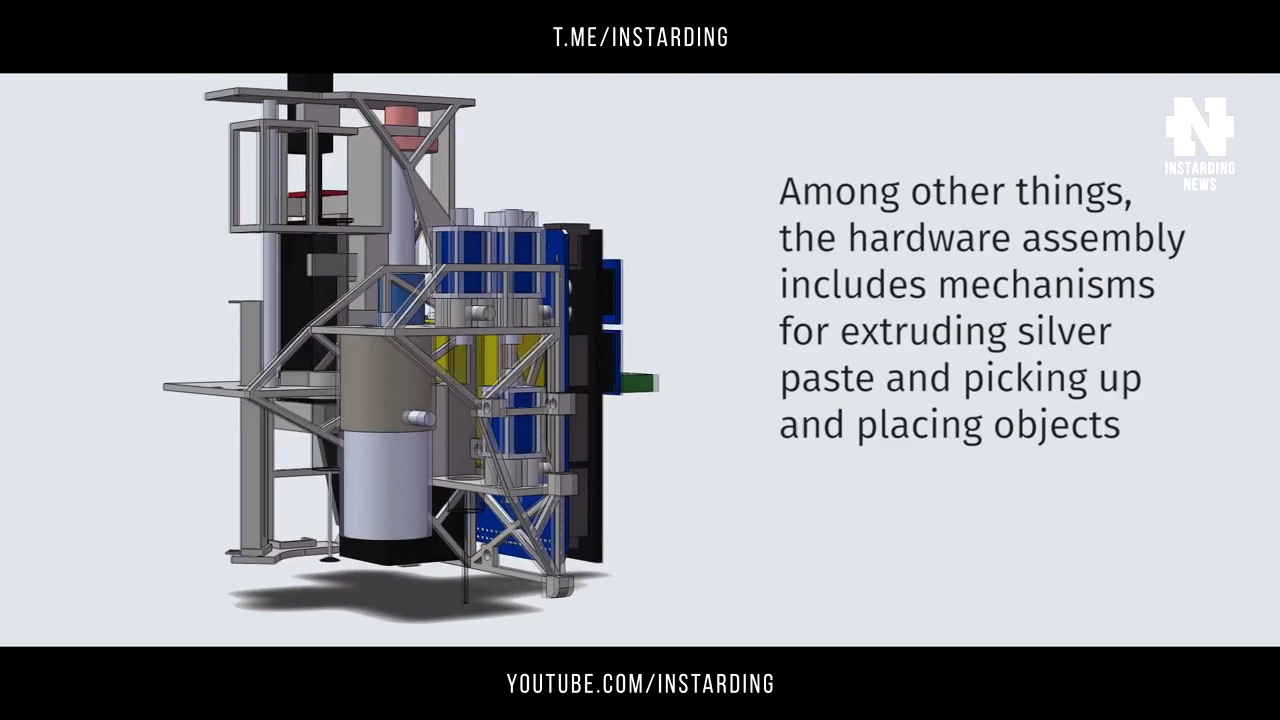 T.ME/INSTARDING
N
INSTARDING
NEWS
Among other things,
the hardware assembly
includes mechanisms
for extruding silver
paste and picking up
and placing objects
YOUTUBE.COM/INSTARDING